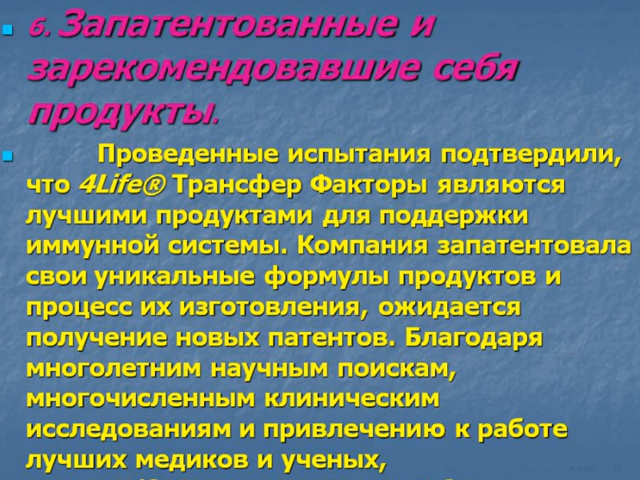 6. Запатентованные и
зарекомендовавшие себя
продукты.
Проведенные испытания подтвердили,
что 4Life® Трансфер Факторы являются
лучшими продуктами для поддержки
иммунной системы. Компания запатентовала
свои уникальные формулы продуктов и
процесс их изготовления, ожидается
получение новых патентов. Благодаря
многолетним научным поискам,
многочисленным клиническим
исследованиям и привлечению к работе
лучших медиков и ученых,